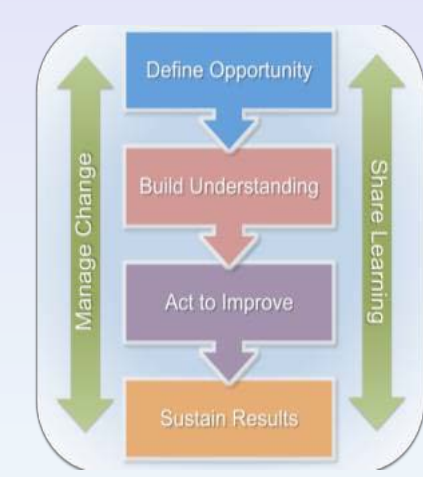 Define Opportunity
Build Understanding
Act to Improve
Sustain Results
Manage Change
Share Learning